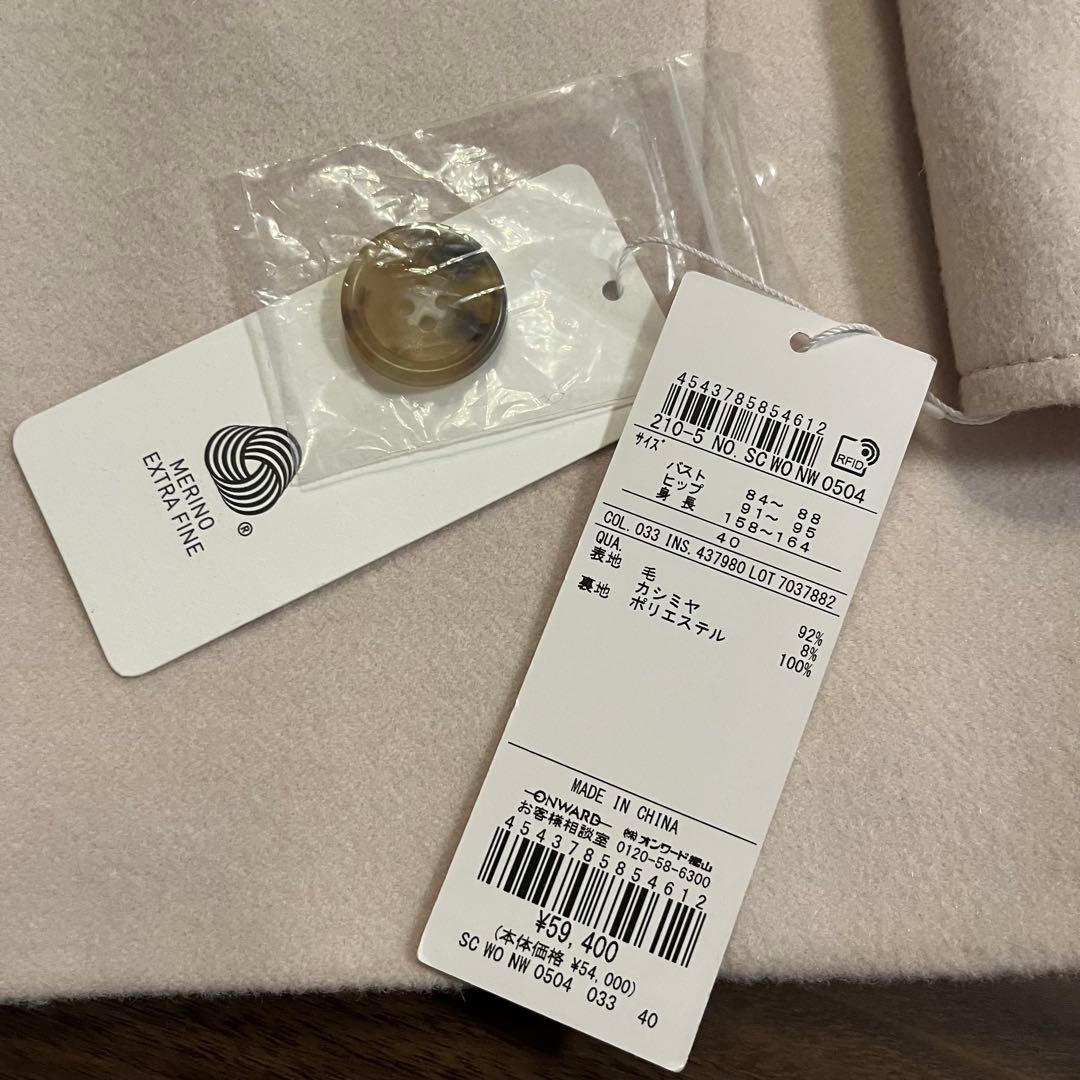 MERINO
EXTRA FINE
®
4543785854612
210-5 NO. SC WO NW 0504
RFID
サイズ
バスト 84〜 88
ヒップ 91〜 95
身長 158〜164
40
COL. 033 INS. 437980 LOT 7037882
QUA.
表地 毛 92%
カシミヤ 8%
裏地 ポリエステル 100%
MADE IN CHINA
ONWARD ㈱オンワード樫山
お客様相談室 0120-58-6300
4543785854612
¥59,400
(本体価格 ¥54,000)
SC WO NW 0504 033 40